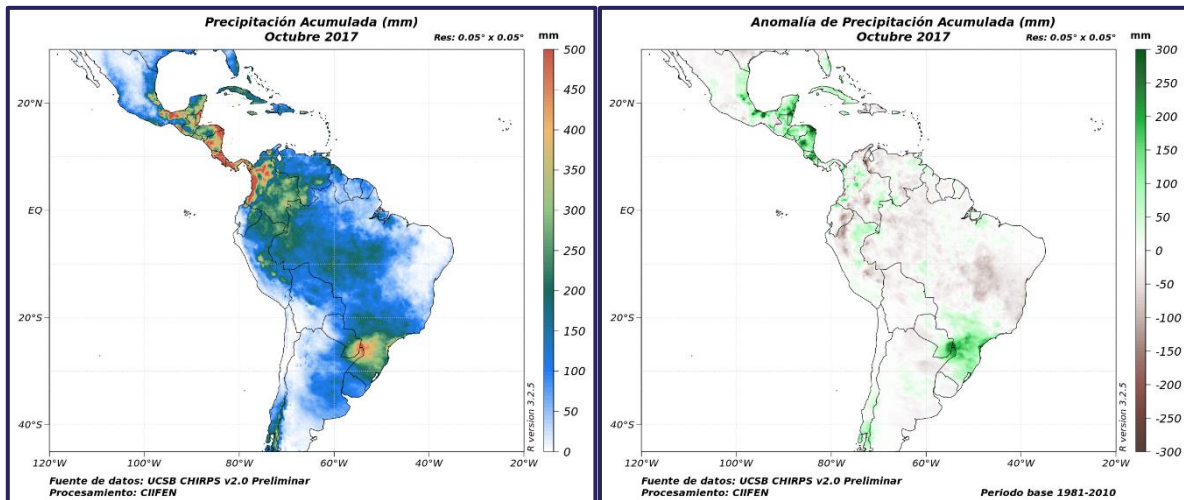 Precipitación Acumulada (mm)
Octubre 2017
Res: 0.05° x 0.05°
mm
500
450
400
350
300
250
200
150
100
50
0
20°N
EQ
20°S
40°S
120°W
100°W
80°W
60°W
40°W
20°W
R version 3.2.5
Fuente de datos: UCSB CHIRPS v2.0 Preliminar
Procesamiento: CIIFEN
Anomalía de Precipitación Acumulada (mm)
Octubre 2017
Res: 0.05° x 0.05°
mm
300
250
200
150
100
50
0
-50
-100
-150
-200
-250
-300
20°N
EQ
20°S
40°S
120°W
100°W
80°W
60°W
40°W
20°W
R version 3.2.5
Fuente de datos: UCSB CHIRPS v2.0 Preliminar
Procesamiento: CIIFEN
Periodo base 1981-2010